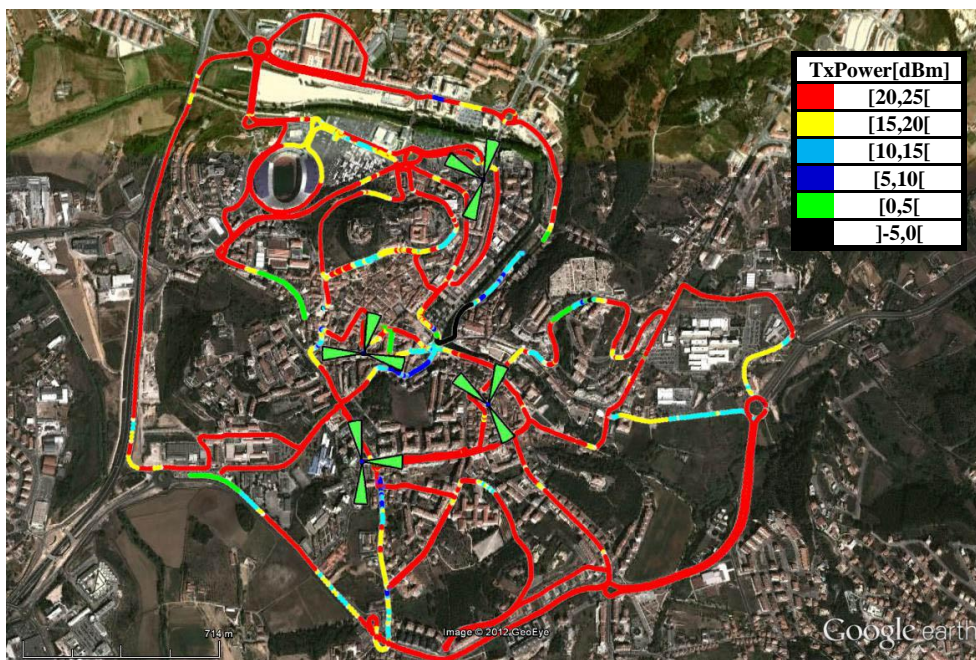 TxPower[dBm]
[20,25[
[15,20[
[10,15[
[5,10[
[0,5[
]-5,0[
714 m
Image © 2012 GeoEye
Google earth